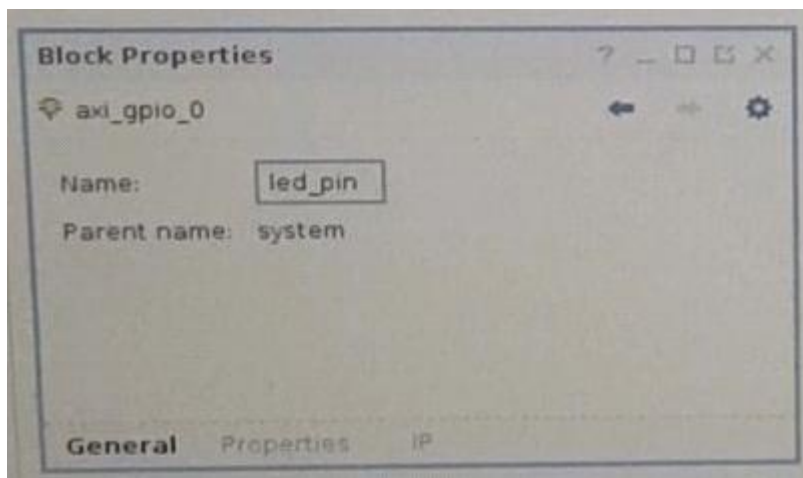 Block Properties
axi_gpio_0
Name: led_pin
Parent name: system
General Properties IP